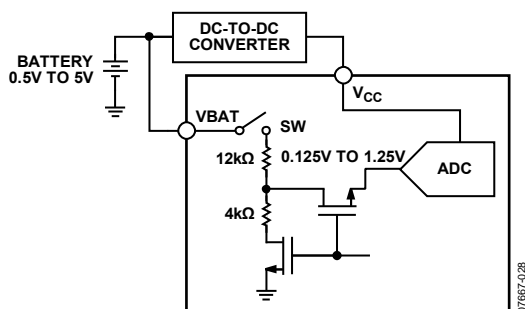 DC-TO-DC
CONVERTER
BATTERY
0.5V TO 5V
VCC
VBAT
SW
12kΩ
0.125V TO 1.25V
ADC
4kΩ
07667-028